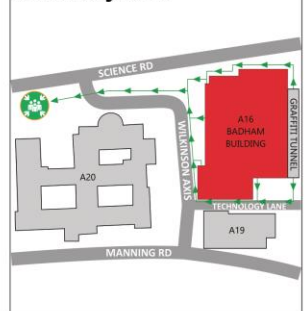 SCIENCE RD
A16
BADHAM
BUILDING
GRAFFITI TUNNEL
WILKINSON AXIS
A20
TECHNOLOGY LANE
A19
MANNING RD